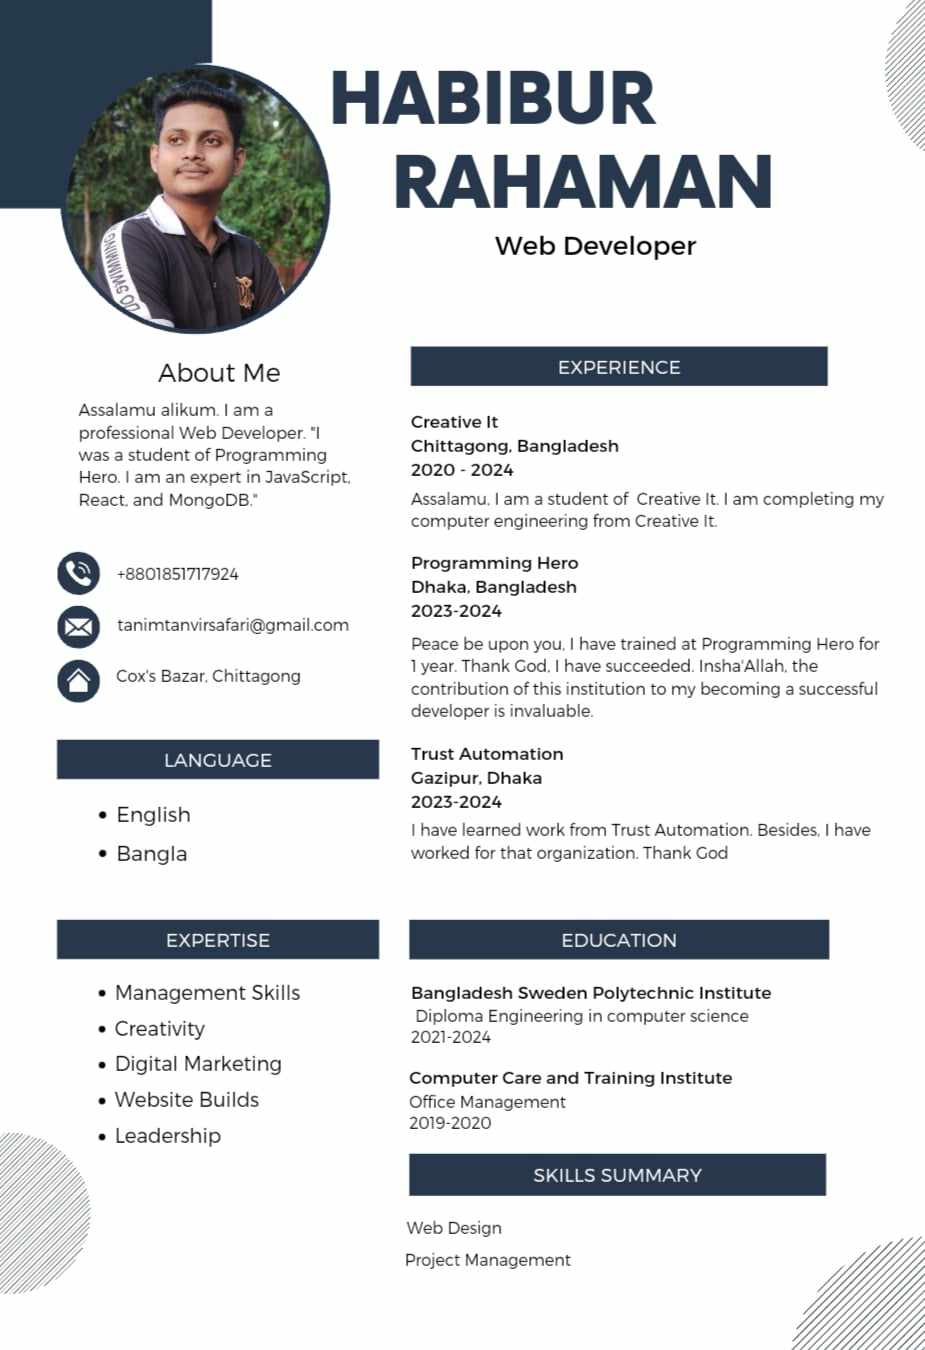 HABIBUR
RAHAMAN
Web Developer
About Me
Assalamu alikum. I am a
professional Web Developer. "I
was a student of Programming
Hero. I am an expert in JavaScript,
React, and MongoDB."
+8801851717924
tanimtanvirsafari@gmail.com
Cox's Bazar, Chittagong
LANGUAGE
• English
• Bangla
EXPERTISE
• Management Skills
• Creativity
• Digital Marketing
• Website Builds
• Leadership
EXPERIENCE
Creative It
Chittagong, Bangladesh
2020 - 2024
Assalamu, I am a student of  Creative It. I am completing my
computer engineering from Creative It.
Programming Hero
Dhaka, Bangladesh
2023-2024
Peace be upon you, I have trained at Programming Hero for
1 year. Thank God, I have succeeded. Insha'Allah, the
contribution of this institution to my becoming a successful
developer is invaluable.
Trust Automation
Gazipur, Dhaka
2023-2024
I have learned work from Trust Automation. Besides, I have
worked for that organization. Thank God
EDUCATION
Bangladesh Sweden Polytechnic Institute
Diploma Engineering in computer science
2021-2024
Computer Care and Training Institute
Office Management
2019-2020
SKILLS SUMMARY
Web Design
Project Management